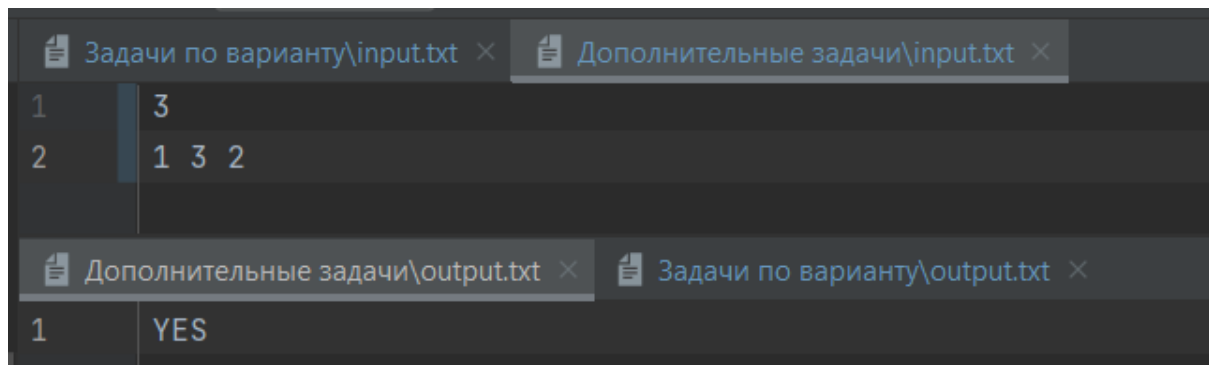 Задачи по варианту\input.txt × Дополнительные задачи\input.txt ×
1 3
2 1 3 2
Дополнительные задачи\output.txt × Задачи по варианту\output.txt ×
1 YES